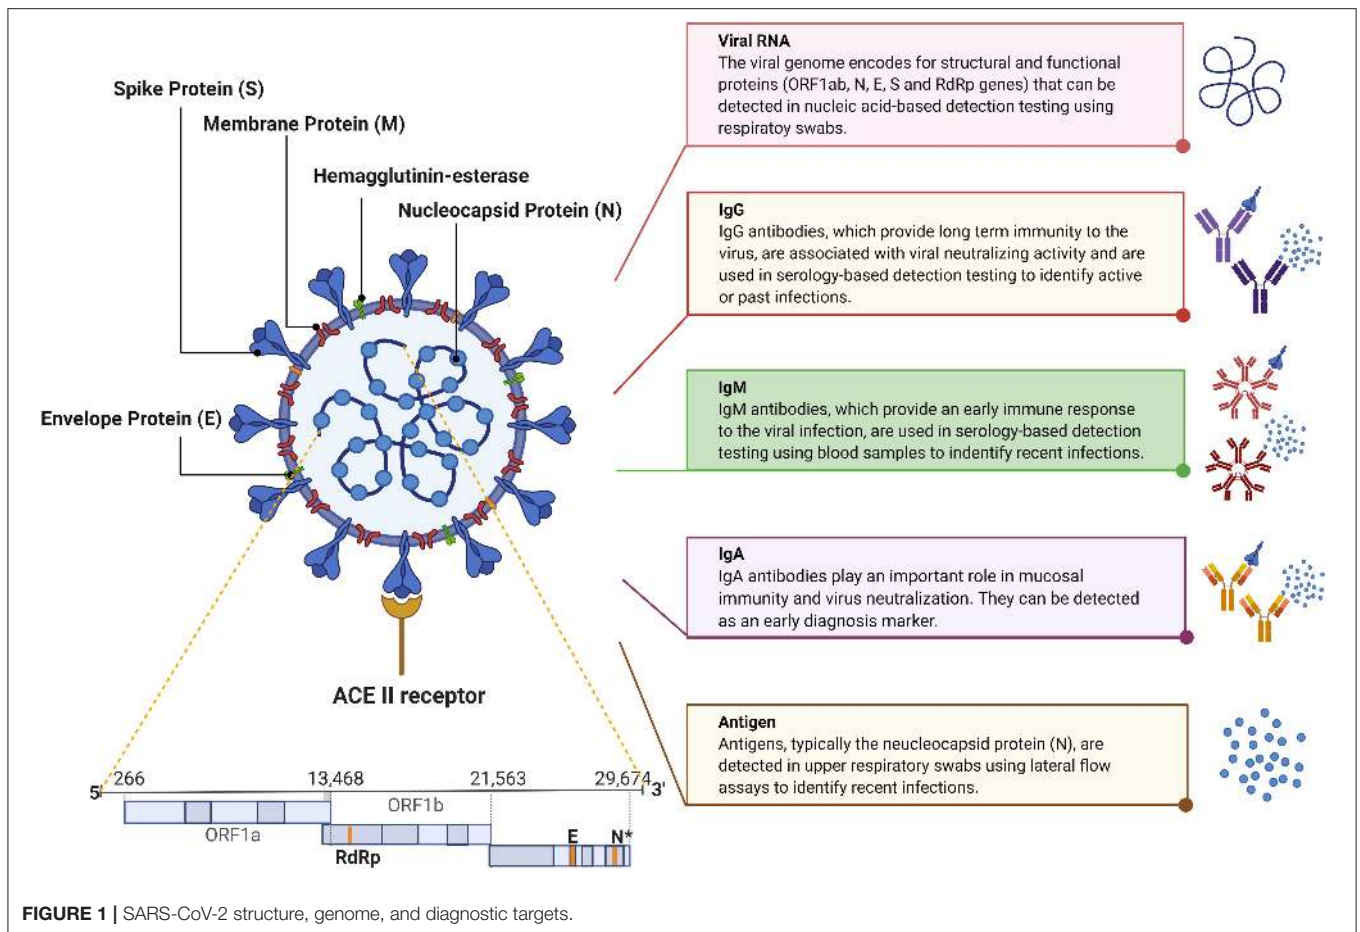 Spike Protein (S)
Membrane Protein (M)
Hemagglutinin-esterase
Nucleocapsid Protein (N)
Envelope Protein (E)
ACE II receptor
5' 266 13,468 21,563 29,674 3'
ORF1a
ORF1b
RdRp
E
N*
Viral RNA
The viral genome encodes for structural and functional
proteins (ORF1ab, N, E, S and RdRp genes) that can be
detected in nucleic acid-based detection testing using
respiratoy swabs.
IgG
IgG antibodies, which provide long term immunity to the
virus, are associated with viral neutralizing activity and are
used in serology-based detection testing to identify active
or past infections.
IgM
IgM antibodies, which provide an early immune response
to the viral infection, are used in serology-based detection
testing using blood samples to indentify recent infections.
IgA
IgA antibodies play an important role in mucosal
immunity and virus neutralization. They can be detected
as an early diagnosis marker.
Antigen
Antigens, typically the neucleocapsid protein (N), are
detected in upper respiratory swabs using lateral flow
assays to identify recent infections.
FIGURE 1 | SARS-CoV-2 structure, genome, and diagnostic targets.